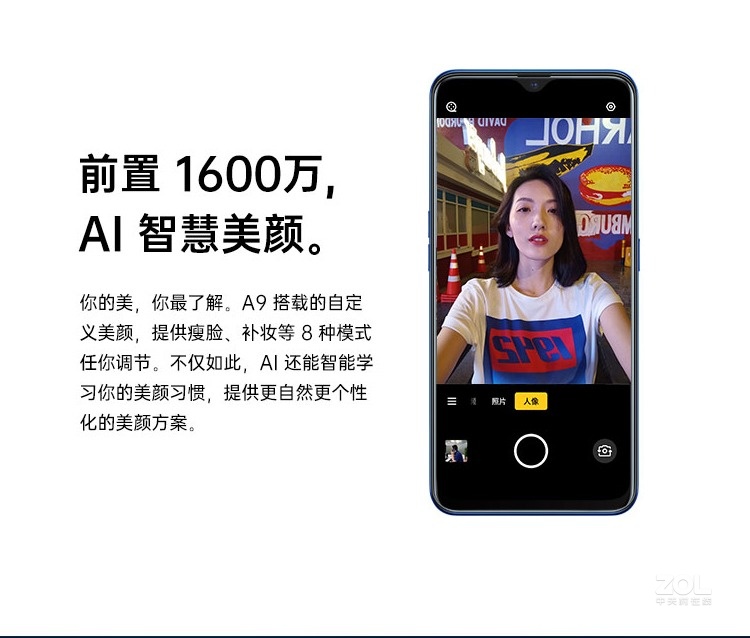 前置 1600万,
AI 智慧美颜。
你的美，你最了解。A9 搭载的自定
义美颜，提供瘦脸、补妆等 8 种模式
任你调节。不仅如此，AI 还能智能学
习你的美颜习惯，提供更自然更个性
化的美颜方案。
照片 人像
ZOL
中关村在线